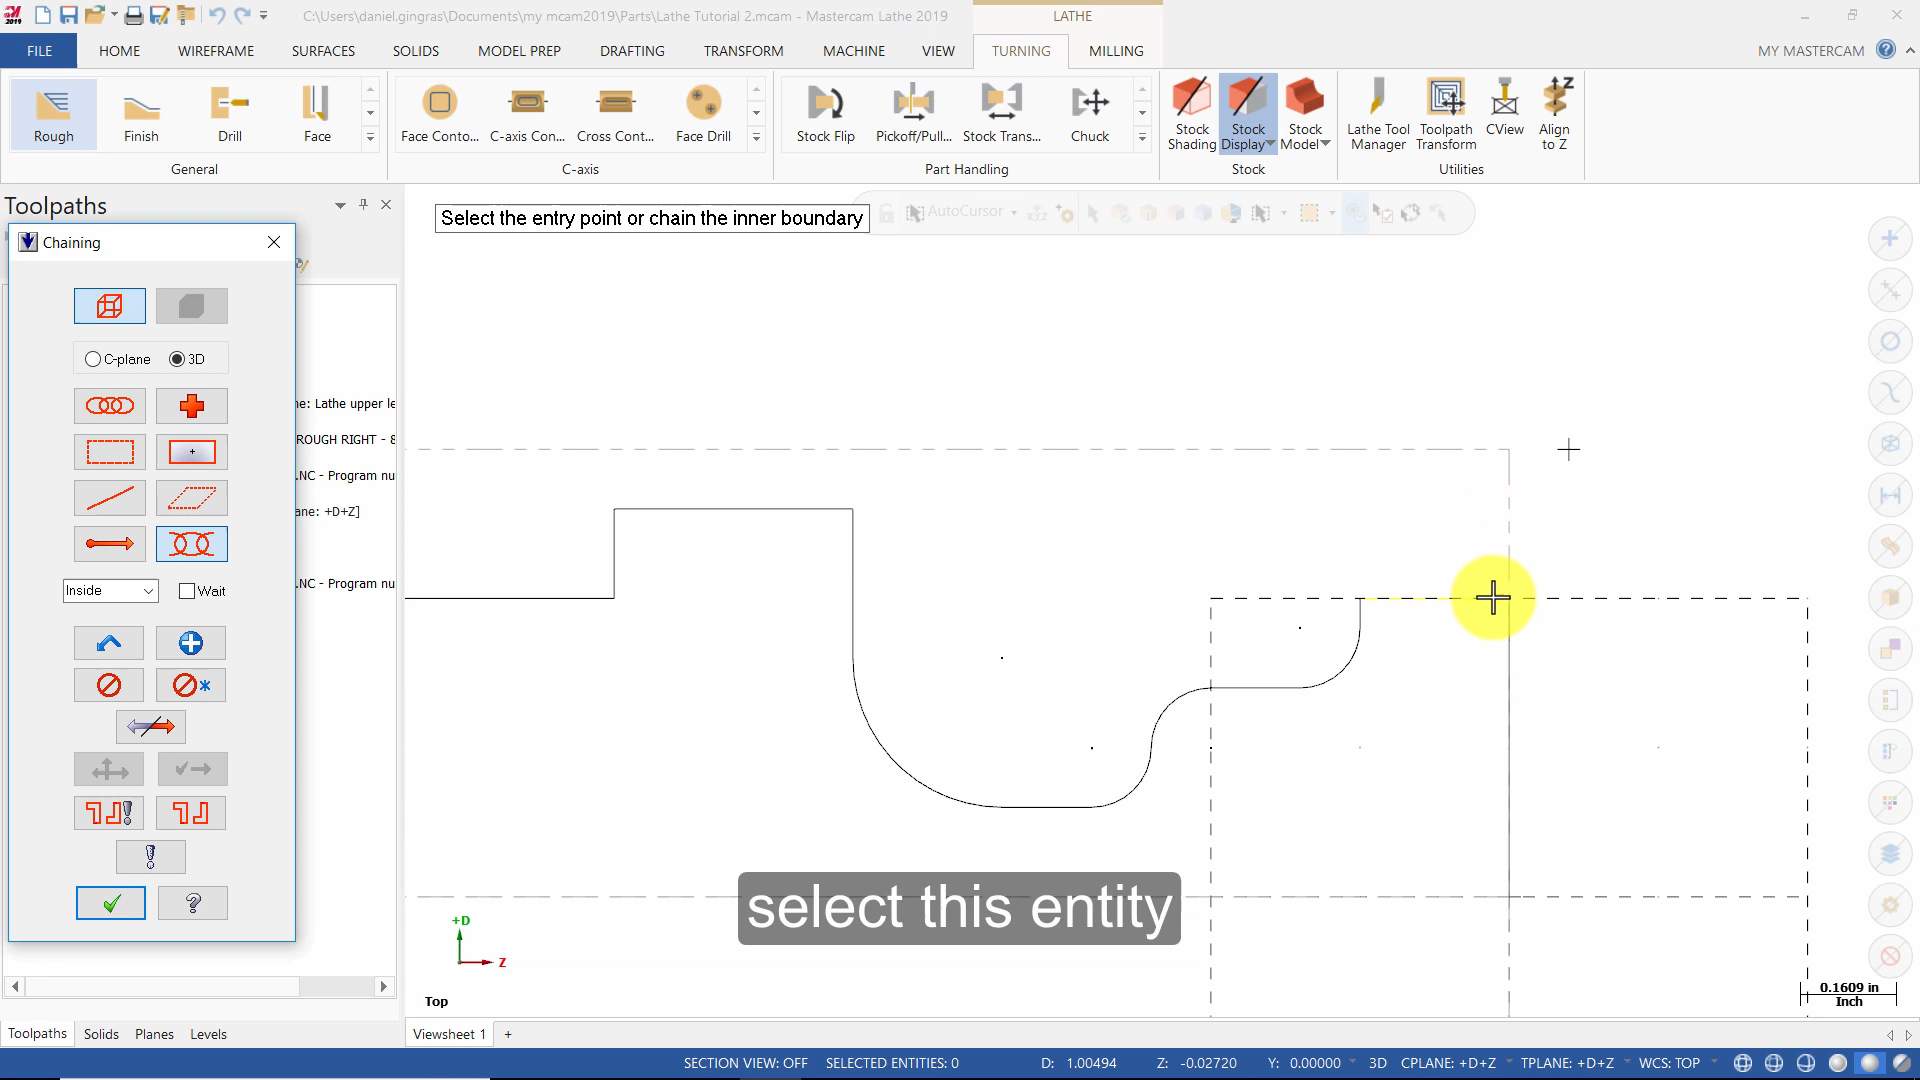 C:\Users\daniel.gingras\Documents\my mcam2019\Parts\Lathe Tutorial 2.mcam - Mastercam Lathe 2019
LATHE
FILE HOME WIREFRAME SURFACES SOLIDS MODEL PREP DRAFTING TRANSFORM MACHINE VIEW TURNING MILLING MY MASTERCAM
Rough Finish Drill Face Face Conto... C-axis Con... Cross Cont... Face Drill Stock Flip Pickoff/Pull... Stock Trans... Chuck
Stock Shading Stock Display Stock Model Lathe Tool Manager Toolpath Transform CView Align to Z
General C-axis Part Handling Stock Utilities
Toolpaths
Select the entry point or chain the inner boundary
AutoCursor
Chaining
C-plane 3D
ne: Lathe upper le
ROUGH RIGHT - 8
.NC - Program nu
ane: +D+Z]
.NC - Program nu
Inside Wait
select this entity
+D
Z
Top
0.1609 in
Inch
Toolpaths Solids Planes Levels Viewsheet 1 +
SECTION VIEW: OFF SELECTED ENTITIES: 0 D: 1.00494 Z: -0.02720 Y: 0.00000 3D CPLANE: +D+Z TPLANE: +D+Z WCS: TOP